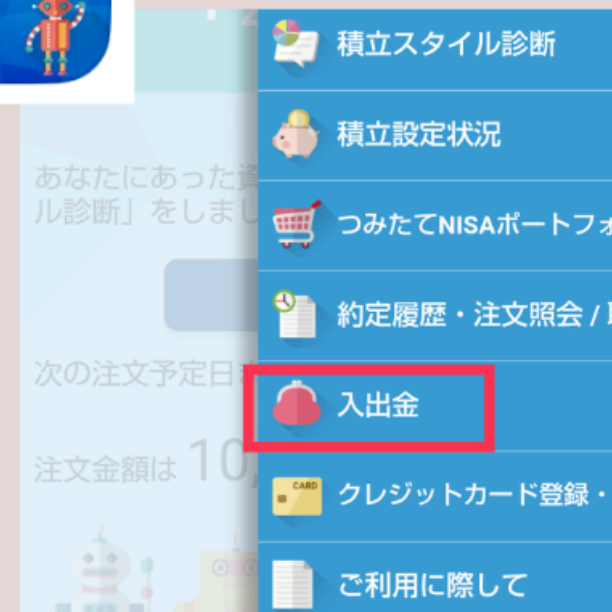 積立スタイル診断
積立設定状況
あなたにあった資
ル診断」をしまし
つみたてNISAポートフォ
約定履歴・注文照会 /
次の注文予定日
入出金
注文金額は 10,
CARD
クレジットカード登録・
ご利用に際して